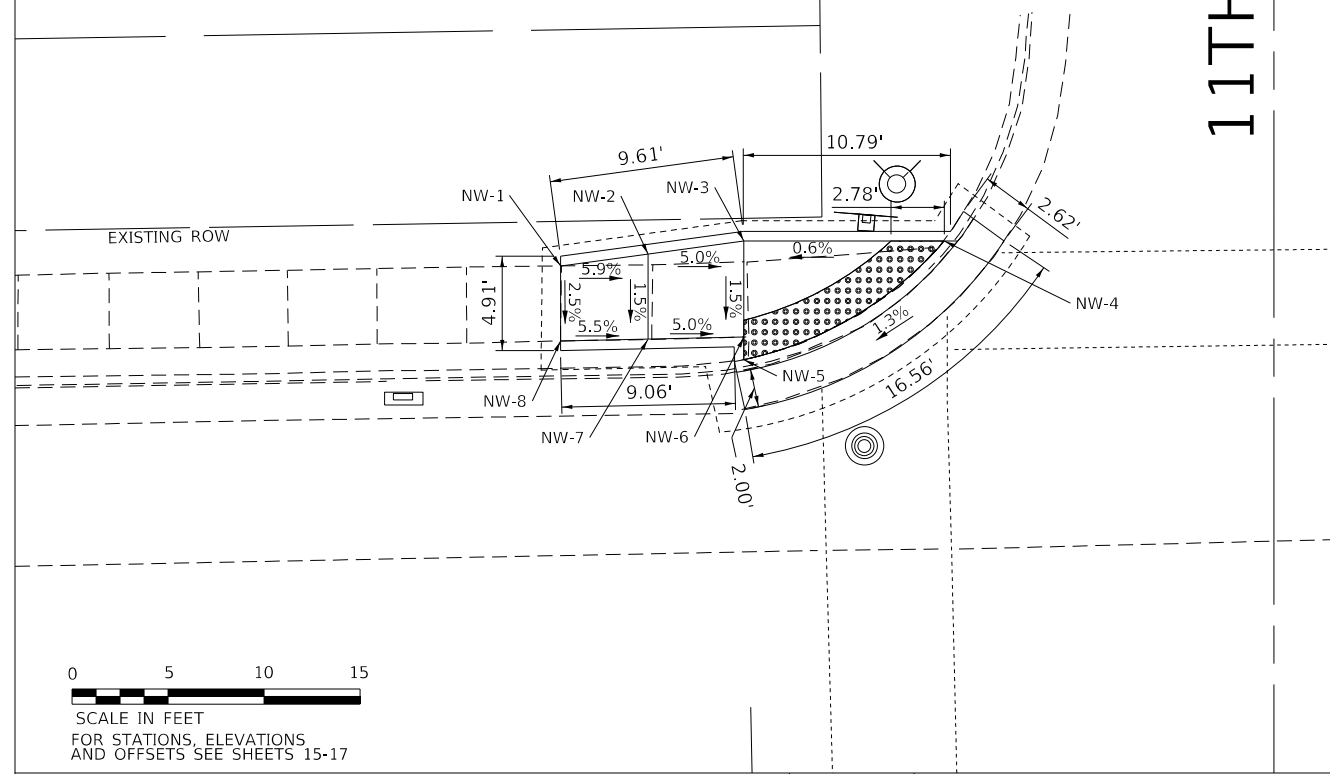 11TH
10.79'
9.61'
NW-1
NW-2
NW-3
2.78'
2.62'
EXISTING ROW
0.6%
5.9%
5.0%
4.91'
2.5%
1.5%
1.5%
NW-4
5.5%
5.0%
1.3%
NW-5
16.56'
NW-8
9.06'
NW-7
NW-6
2.00'
0 5 10 15
SCALE IN FEET
FOR STATIONS, ELEVATIONS
AND OFFSETS SEE SHEETS 15-17